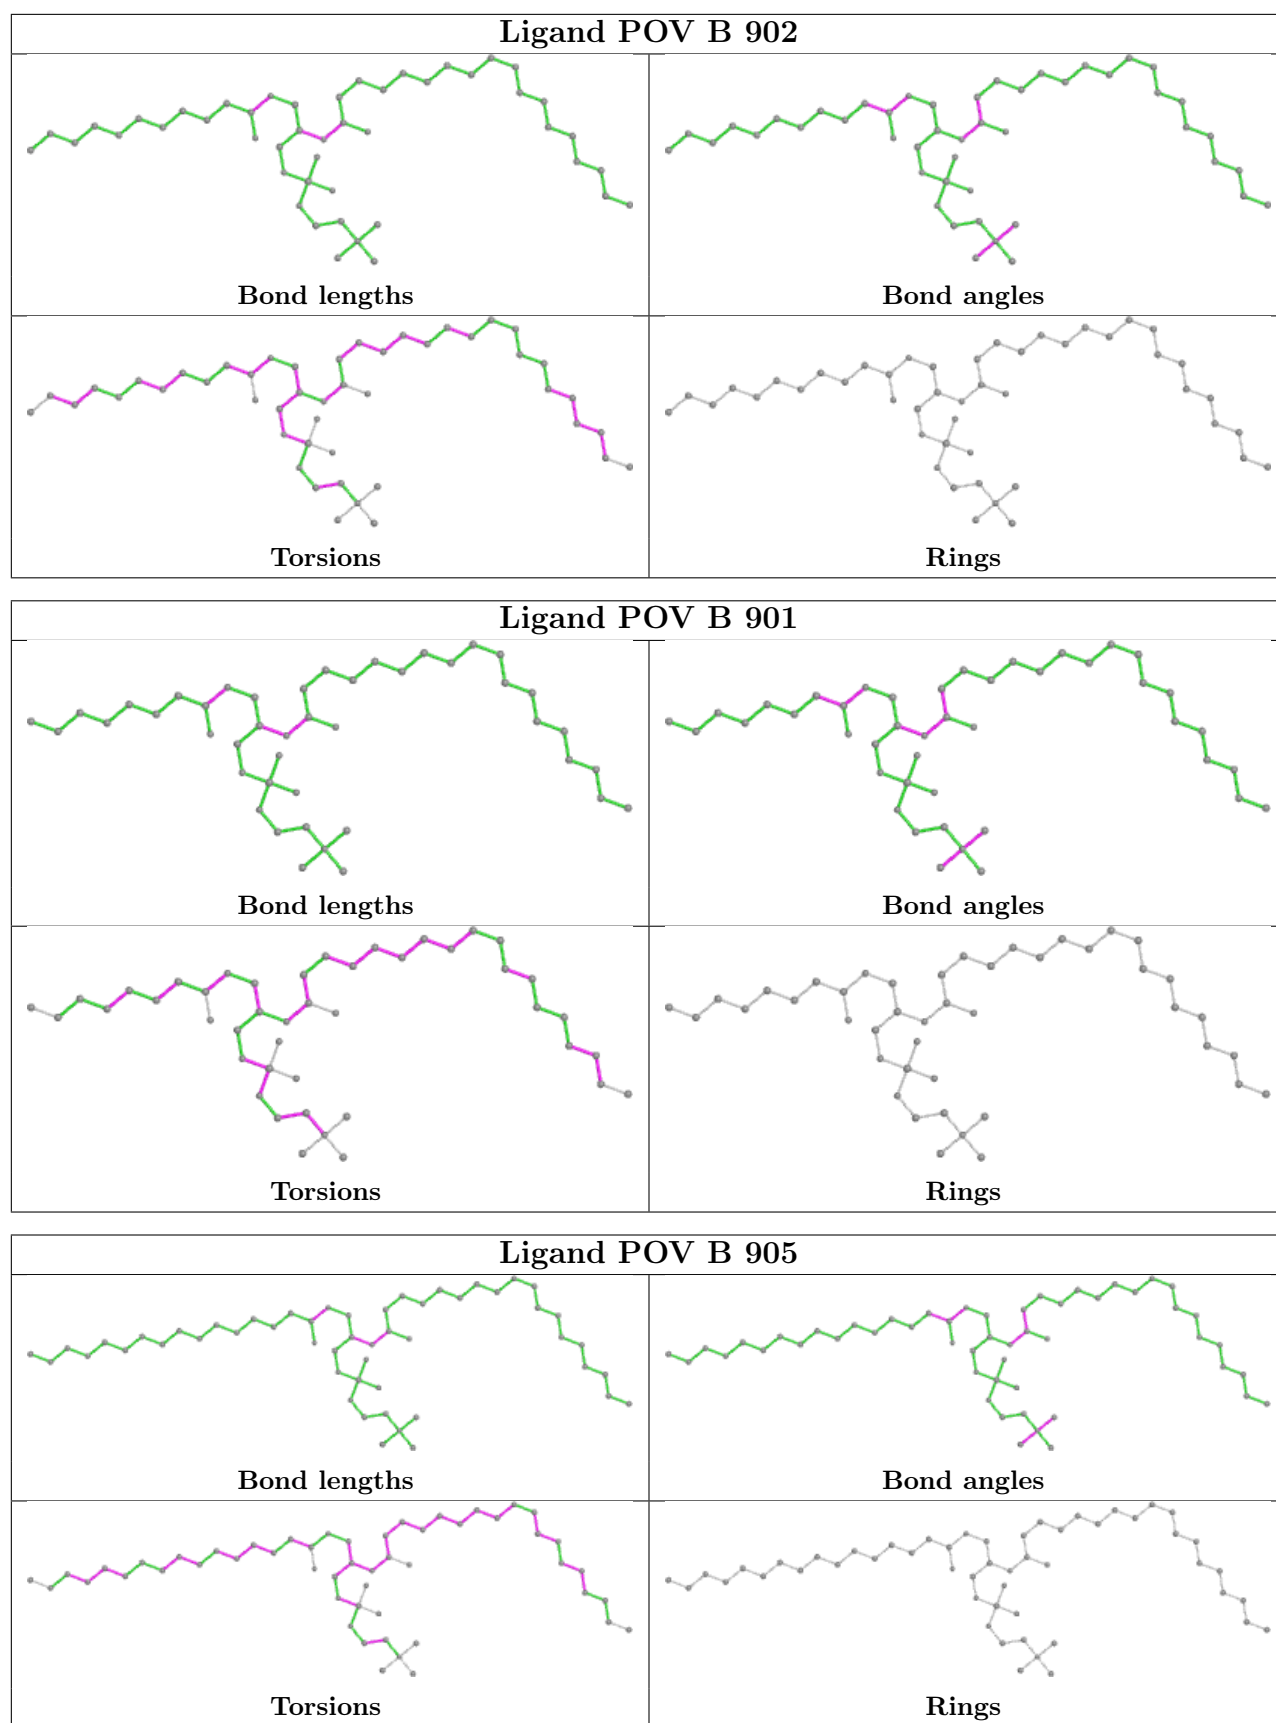 Ligand POV B 902
Bond lengths
Bond angles
Torsions
Rings
Ligand POV B 901
Bond lengths
Bond angles
Torsions
Rings
Ligand POV B 905
Bond lengths
Bond angles
Torsions
Rings